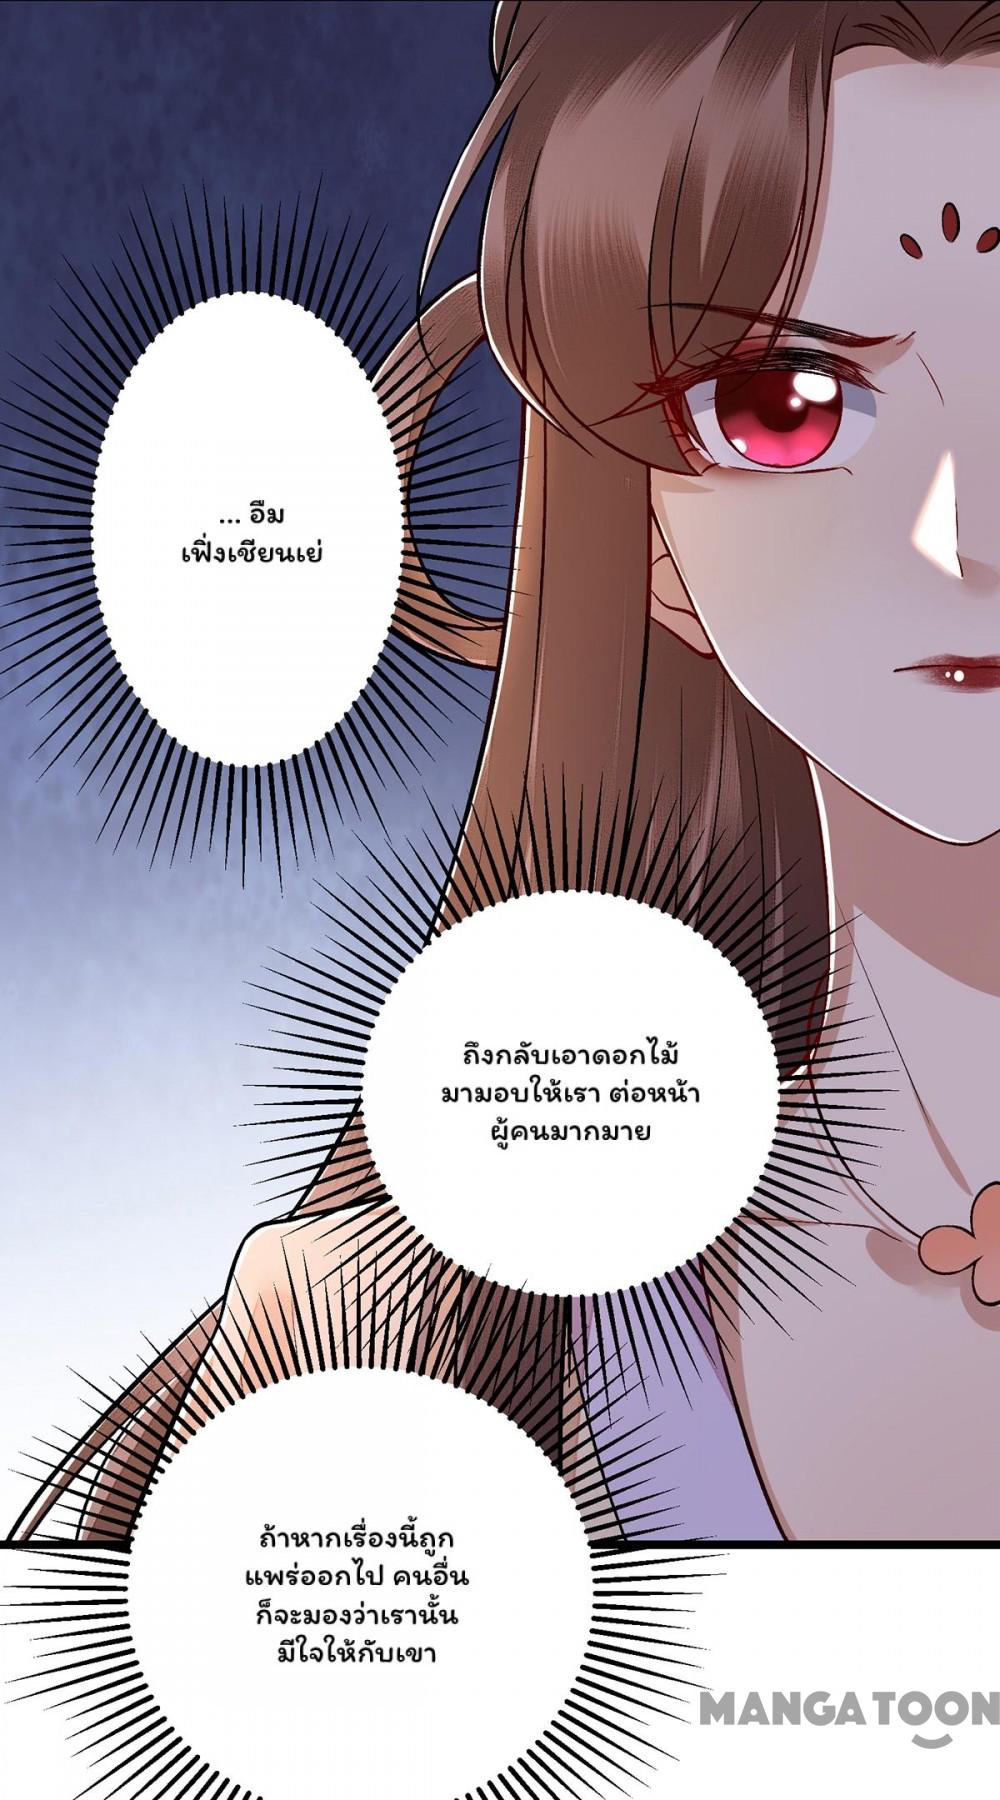 ... อืม
เฟิ่งเชียนเย่
ถึงกลับเอาดอกไม้
มามอบให้เรา ต่อหน้า
ผู้คนมากมาย
ถ้าหากเรื่องนี้ถูก
แพร่ออกไป คนอื่น
ก็จะมองว่าเรานั้น
มีใจให้กับเขา
MANGATOON